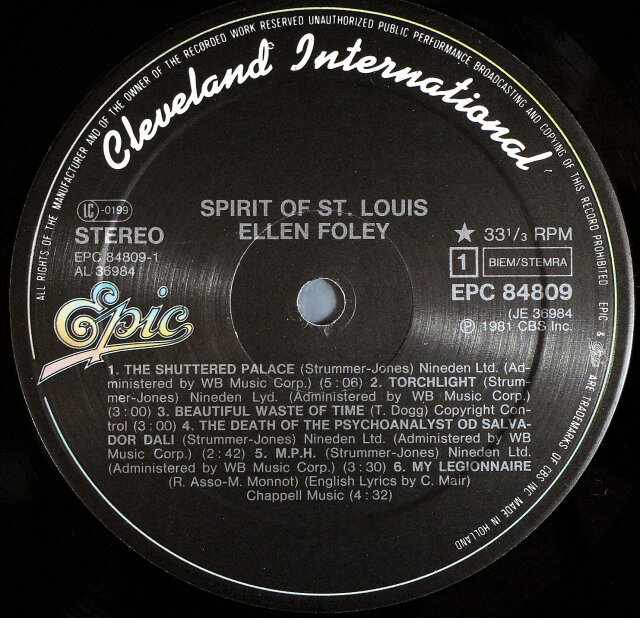 ALL RIGHTS OF THE MANUFACTURER AND OF THE OWNER OF THE RECORDED WORK RESERVED UNAUTHORIZED PUBLIC PERFORMANCE BROADCASTING AND COPYING OF THIS RECORD PROHIBITED EPIC & ARE TRADEMARKS OF CBS INC MADE IN HOLLAND
Cleveland International
SPIRIT OF ST. LOUIS
ELLEN FOLEY
LC -0199
STEREO
EPC 84809-1
AL 36984
Epic
★ 33 1/3 RPM
1 BIEM/STEMRA
EPC 84809
(JE 36984
Ⓟ 1981 CBS Inc.
1. THE SHUTTERED PALACE (Strummer-Jones) Nineden Ltd. (Ad-
ministered by WB Music Corp.) (5:06) 2. TORCHLIGHT (Strum-
mer-Jones) Nineden Lyd. (Administered by WB Music Corp.)
(3:00) 3. BEAUTIFUL WASTE OF TIME (T. Dogg) Copyright Con-
trol (3:00) 4. THE DEATH OF THE PSYCHOANALYST OD SALVA-
DOR DALI (Strummer-Jones) Nineden Ltd. (Administered by
WB Music Corp.) (2:42) 5. M.P.H. (Strummer-Jones) Nineden Ltd.
(Administered by WB Music Corp.) (3:30) 6. MY LEGIONNAIRE
(R. Asso-M. Monnot) (English Lyrics by C. Mair)
Chappell Music (4:32)